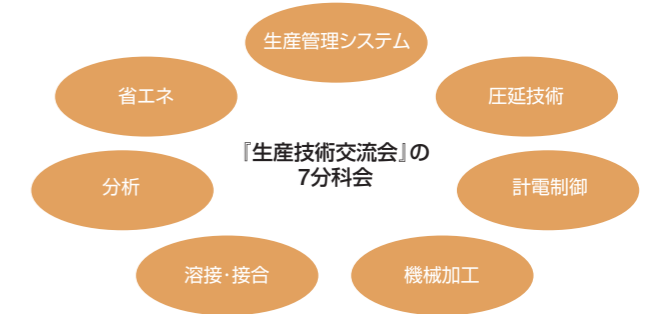 生産管理システム
省エネ
圧延技術
『生産技術交流会』の
7分科会
分析
計電制御
溶接・接合
機械加工